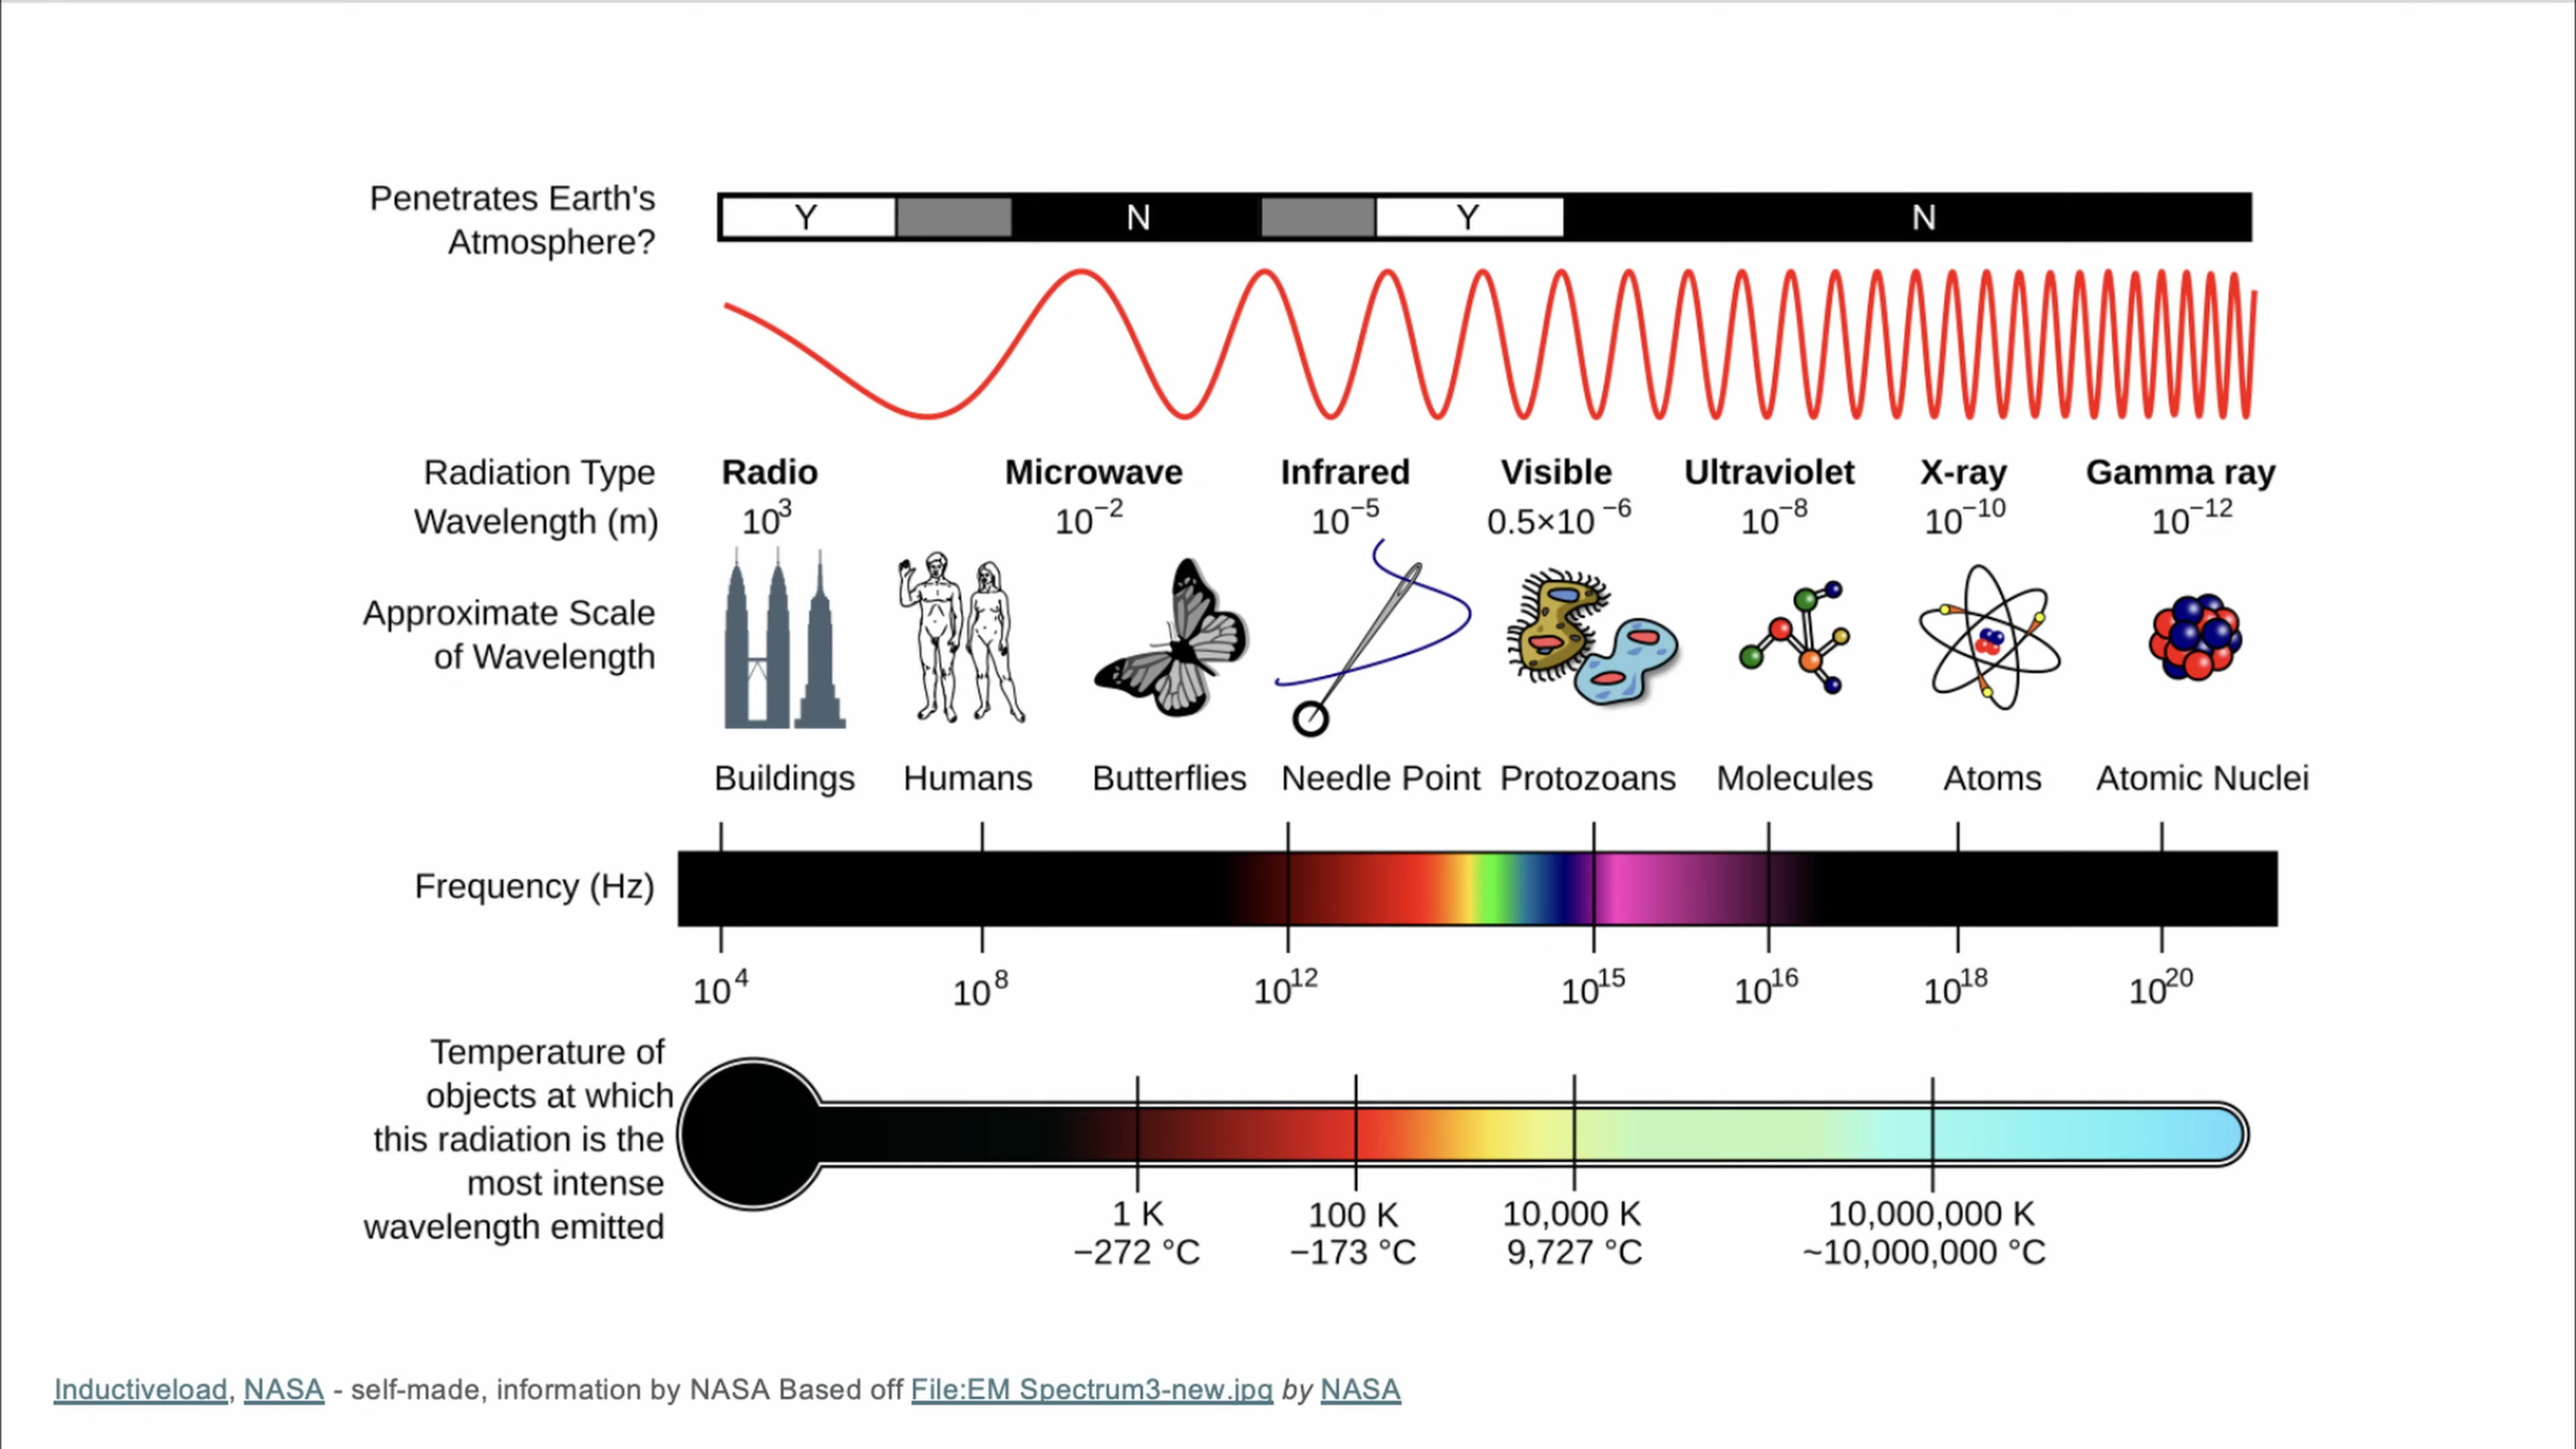 Penetrates Earth's
Atmosphere?
Y N Y N
Radiation Type Radio Microwave Infrared Visible Ultraviolet X-ray Gamma ray
Wavelength (m) 10³ 10⁻² 10⁻⁵ 0.5×10⁻⁶ 10⁻⁸ 10⁻¹⁰ 10⁻¹²
Approximate Scale
of Wavelength
Buildings Humans Butterflies Needle Point Protozoans Molecules Atoms Atomic Nuclei
Frequency (Hz)
10⁴ 10⁸ 10¹² 10¹⁵ 10¹⁶ 10¹⁸ 10²⁰
Temperature of
objects at which
this radiation is the
most intense
wavelength emitted
1 K 100 K 10,000 K 10,000,000 K
−272 °C −173 °C 9,727 °C ~10,000,000 °C
Inductiveload, NASA - self-made, information by NASA Based off File:EM Spectrum3-new.jpg by NASA